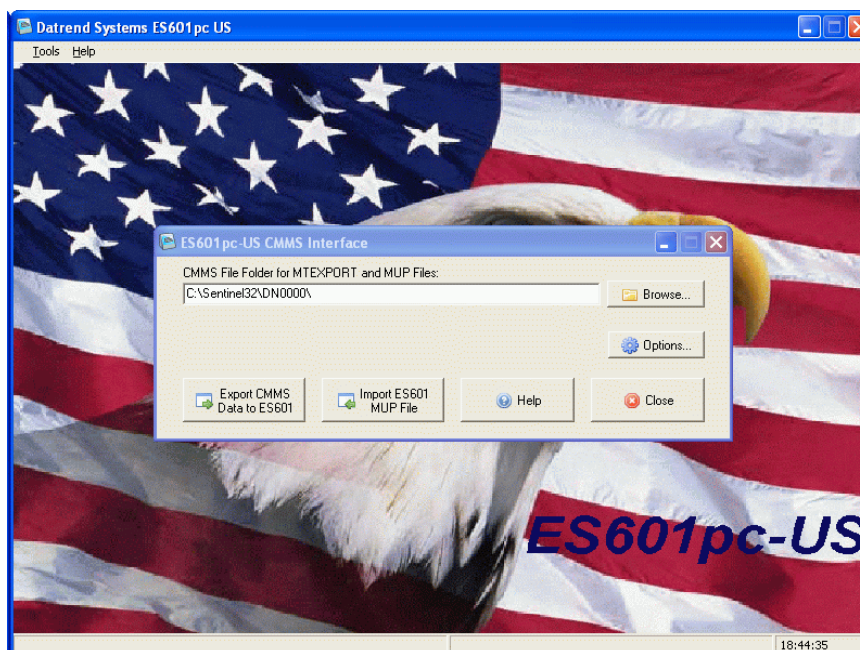 Datrend Systems ES601pc US
Tools Help
ES601pc-US CMMS Interface
CMMS File Folder for MTEXPORT and MUP Files:
C:\Sentinel32\DN0000\
Browse...
Options...
Export CMMS
Data to ES601
Import ES601
MUP File
Help
Close
ES601pc-US
18:44:35